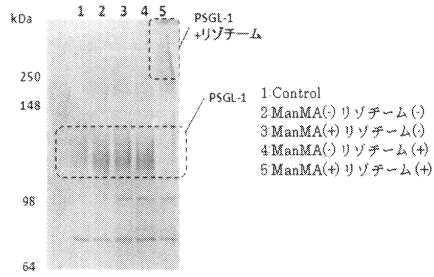 kDa
1 2 3 4 5
PSGL-1
+リゾチーム
250
148
PSGL-1
98
64
1:Control
2:ManMA(-) リゾチーム(-)
3:ManMA(+) リゾチーム(-)
4:ManMA(-) リゾチーム(+)
5:ManMA(+) リゾチーム(+)